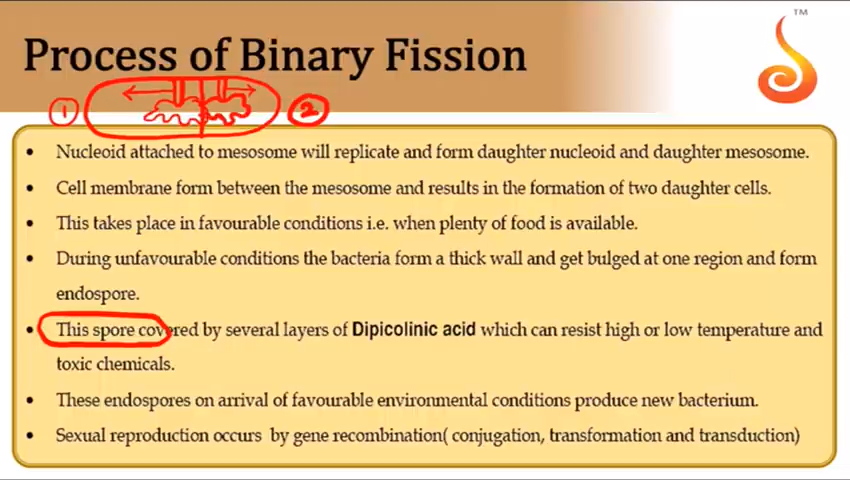 TM
Process of Binary Fission
1 2
• Nucleoid attached to mesosome will replicate and form daughter nucleoid and daughter mesosome.
• Cell membrane form between the mesosome and results in the formation of two daughter cells.
• This takes place in favourable conditions i.e. when plenty of food is available.
• During unfavourable conditions the bacteria form a thick wall and get bulged at one region and form
endospore.
• This spore covered by several layers of Dipicolinic acid which can resist high or low temperature and
toxic chemicals.
• These endospores on arrival of favourable environmental conditions produce new bacterium.
• Sexual reproduction occurs by gene recombination( conjugation, transformation and transduction)